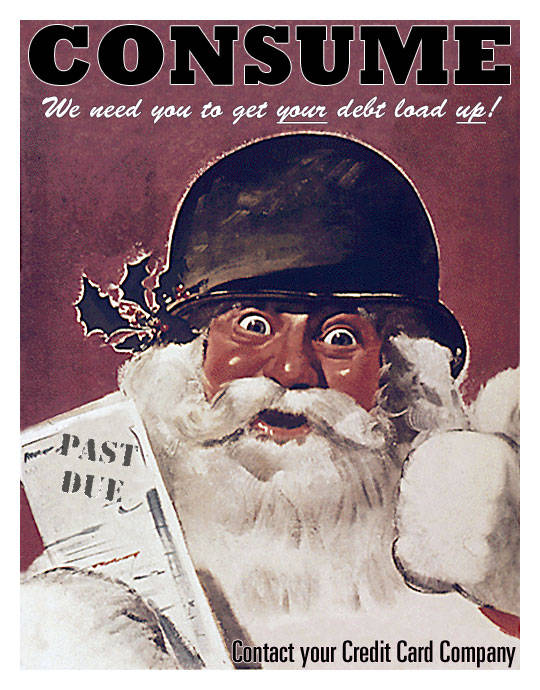 CONSUME
We need you to get your debt load up!
PAST
DUE
Contact your Credit Card Company